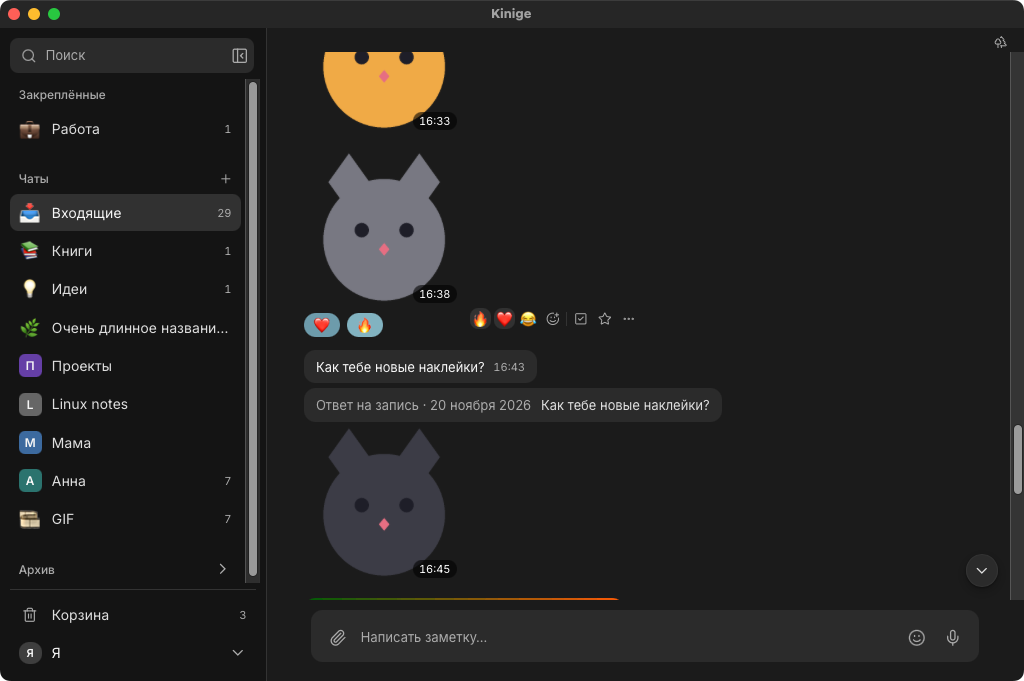 Kinige
Поиск
Закреплённые
Работа 1
Чаты
Входящие 29
Книги 1
Идеи 1
Очень длинное названи...
П Проекты
L Linux notes
М Мама
А Анна 7
GIF 7
Архив
Корзина 3
Я Я
16:33
16:38
Как тебе новые наклейки? 16:43
Ответ на запись · 20 ноября 2026 Как тебе новые наклейки?
16:45
Написать заметку...